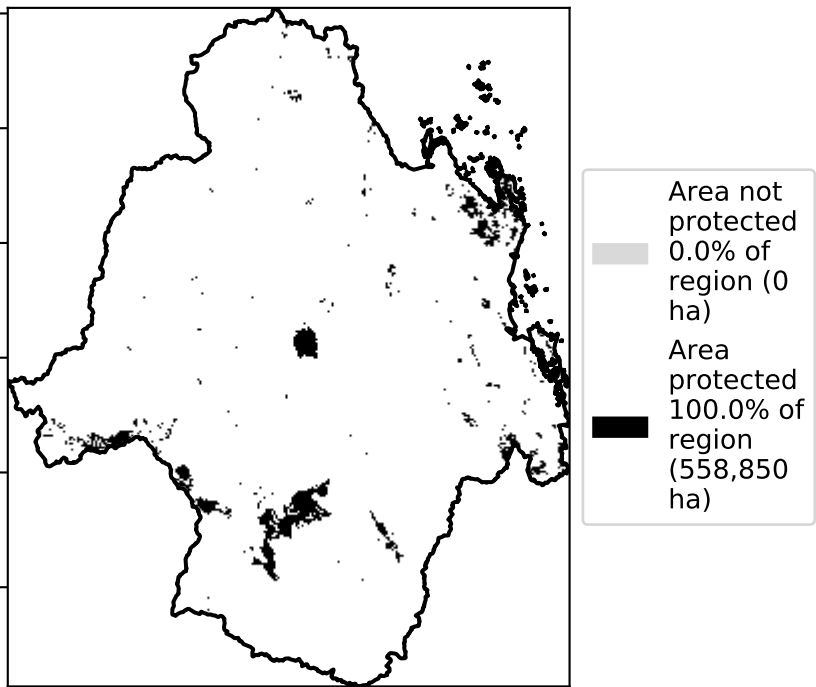 Area not
protected
0.0% of
region (0
ha)
Area
protected
100.0% of
region
(558,850
ha)